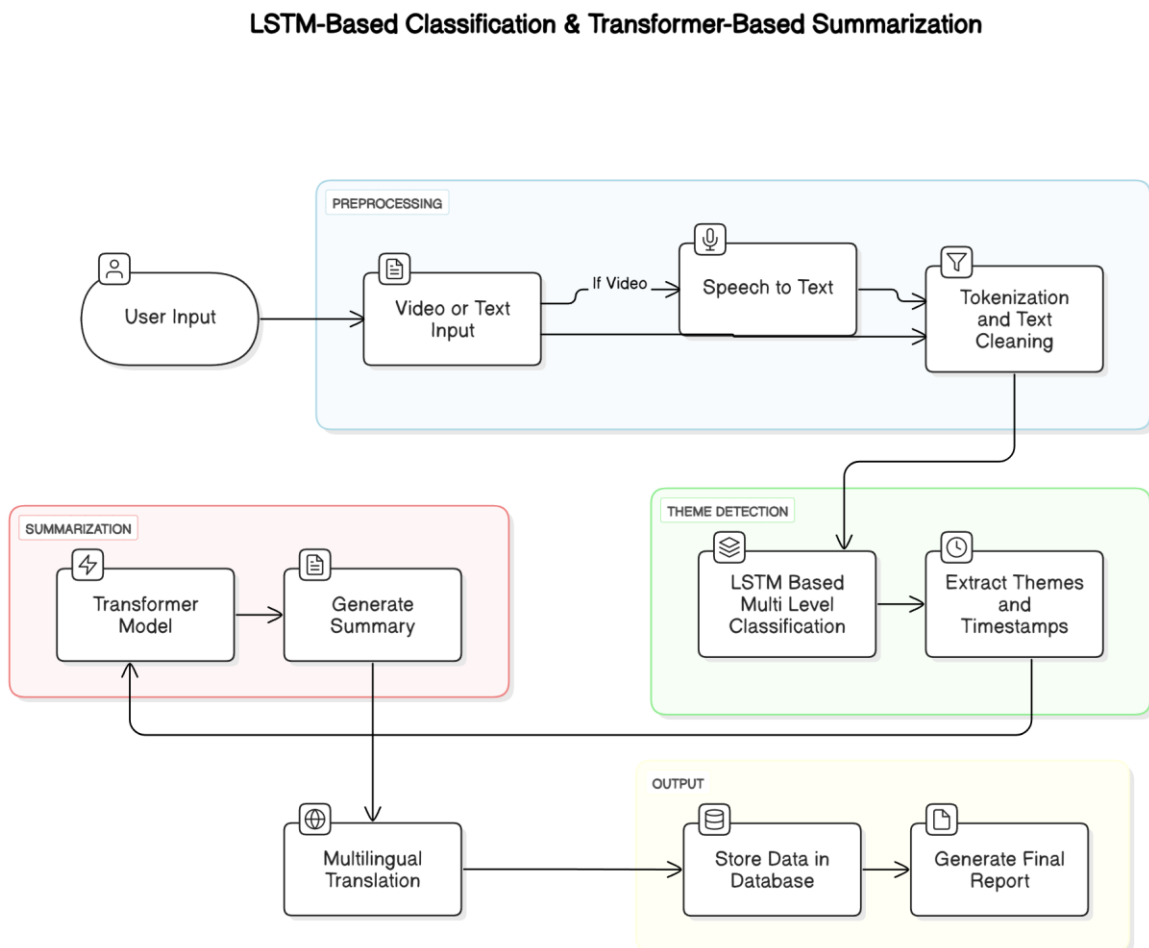 LSTM-Based Classification & Transformer-Based Summarization
PREPROCESSING
User Input
Video or Text
Input
If Video
Speech to Text
Tokenization
and Text
Cleaning
SUMMARIZATION
Transformer
Model
Generate
Summary
THEME DETECTION
LSTM Based
Multi Level
Classification
Extract Themes
and
Timestamps
Multilingual
Translation
OUTPUT
Store Data in
Database
Generate Final
Report